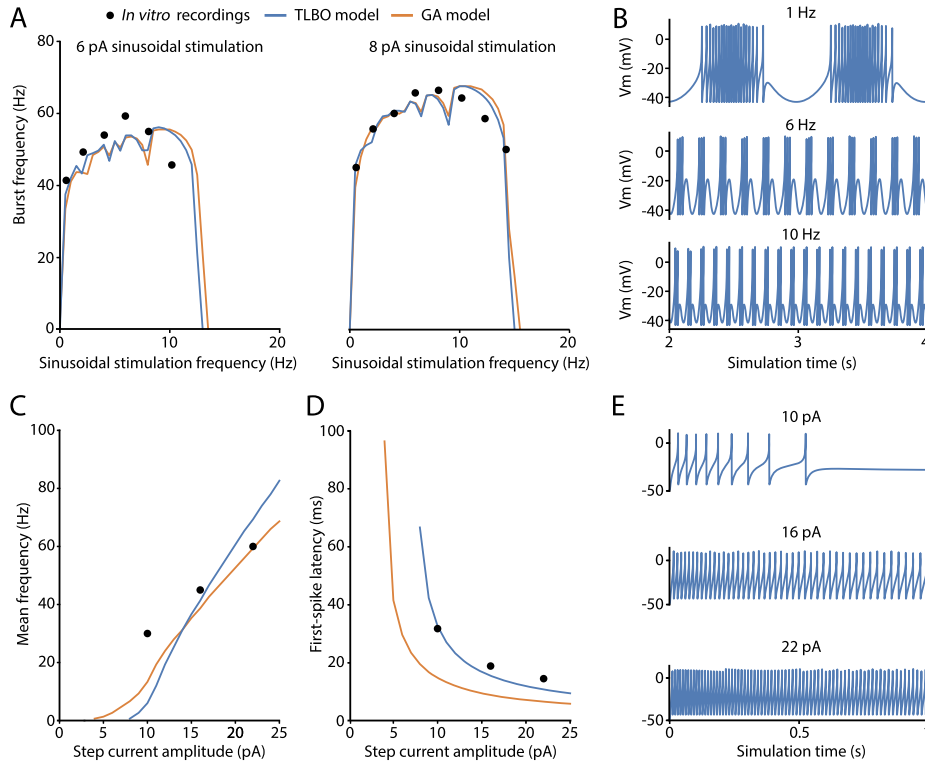 A
In vitro recordings TLBO model GA model
6 pA sinusoidal stimulation
8 pA sinusoidal stimulation
Burst frequency (Hz)
80
60
40
20
0
0 10 20
0 10 20
Sinusoidal stimulation frequency (Hz)
Sinusoidal stimulation frequency (Hz)
B
1 Hz
Vm (mV)
0
-20
-40
6 Hz
Vm (mV)
0
-20
-40
10 Hz
Vm (mV)
0
-20
-40
2 3 4
Simulation time (s)
C
Mean frequency (Hz)
100
80
60
40
20
0
0 5 10 15 20 25
Step current amplitude (pA)
D
First-spike latency (ms)
100
80
60
40
20
0
0 5 10 15 20 25
Step current amplitude (pA)
E
10 pA
0
-50
16 pA
0
-50
22 pA
0
-50
0 0.5 1
Simulation time (s)